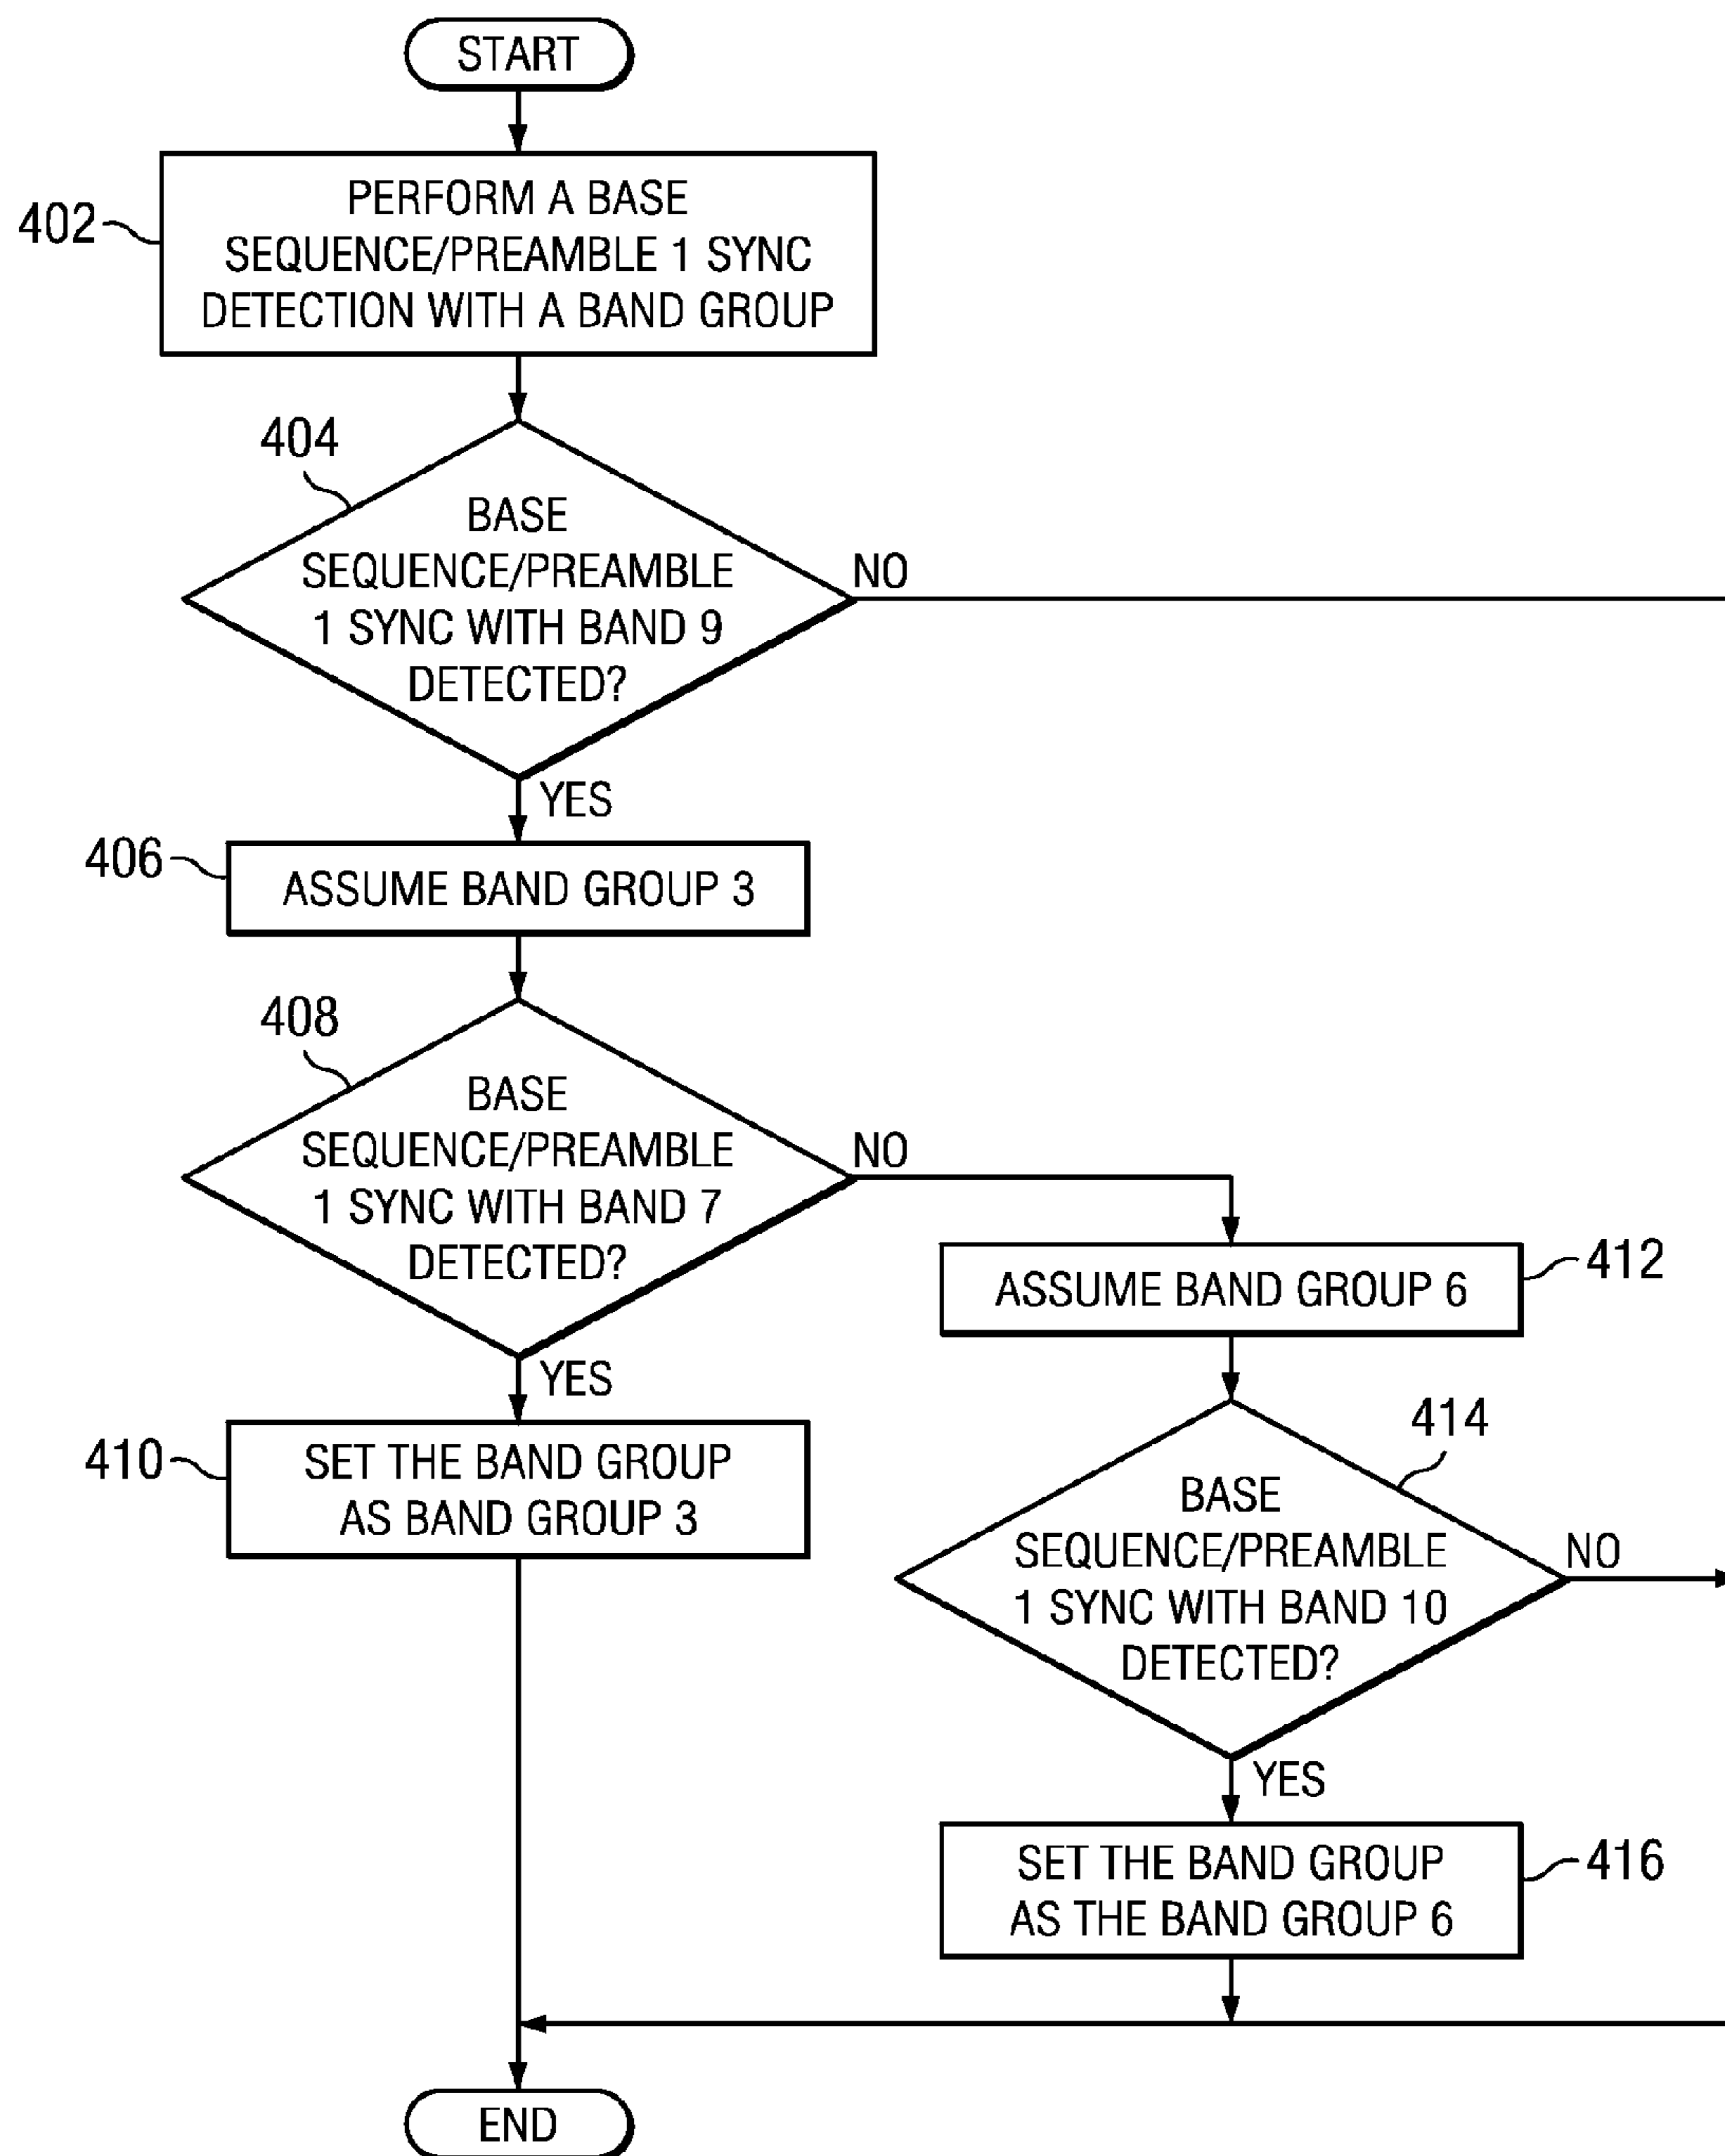 START
402
PERFORM A BASE
SEQUENCE/PREAMBLE 1 SYNC
DETECTION WITH A BAND GROUP
404
BASE
SEQUENCE/PREAMBLE
1 SYNC WITH BAND 9
DETECTED?
NO
YES
406
ASSUME BAND GROUP 3
408
BASE
SEQUENCE/PREAMBLE
1 SYNC WITH BAND 7
DETECTED?
NO
YES
412
ASSUME BAND GROUP 6
410
SET THE BAND GROUP
AS BAND GROUP 3
414
BASE
SEQUENCE/PREAMBLE
1 SYNC WITH BAND 10
DETECTED?
NO
YES
416
SET THE BAND GROUP
AS THE BAND GROUP 6
END